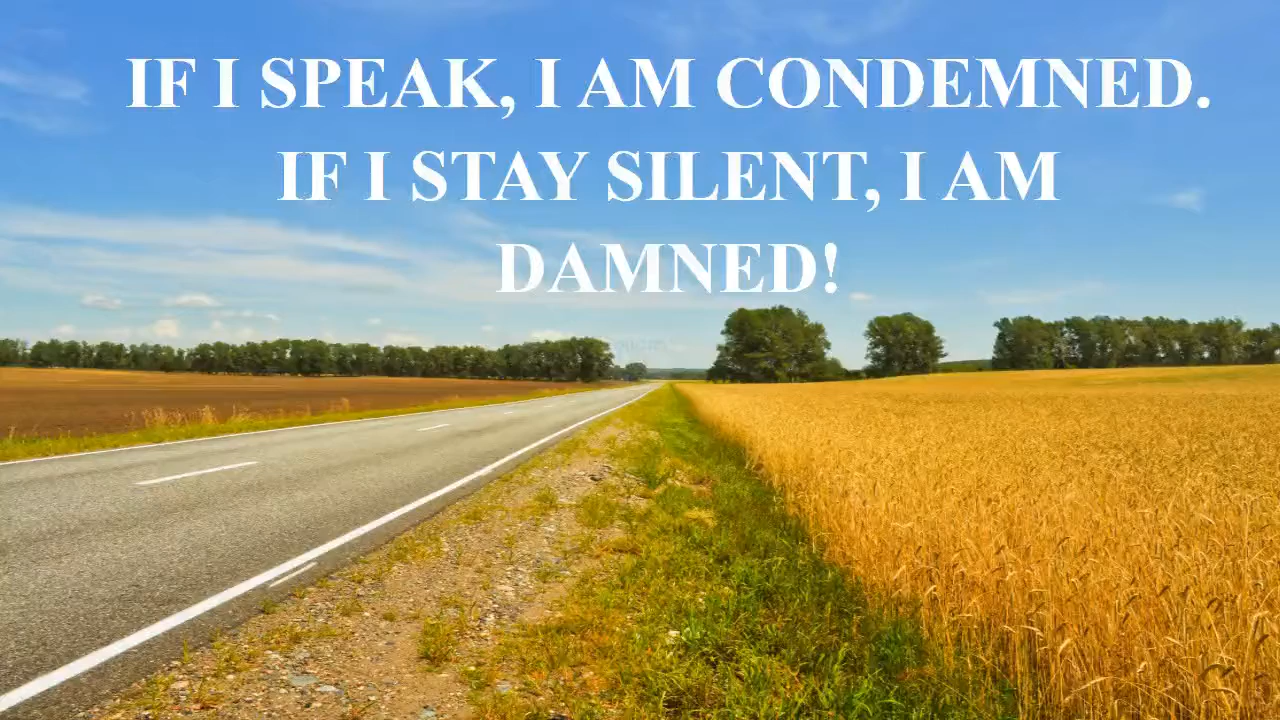 IF I SPEAK, I AM CONDEMNED.
IF I STAY SILENT, I AM
DAMNED!